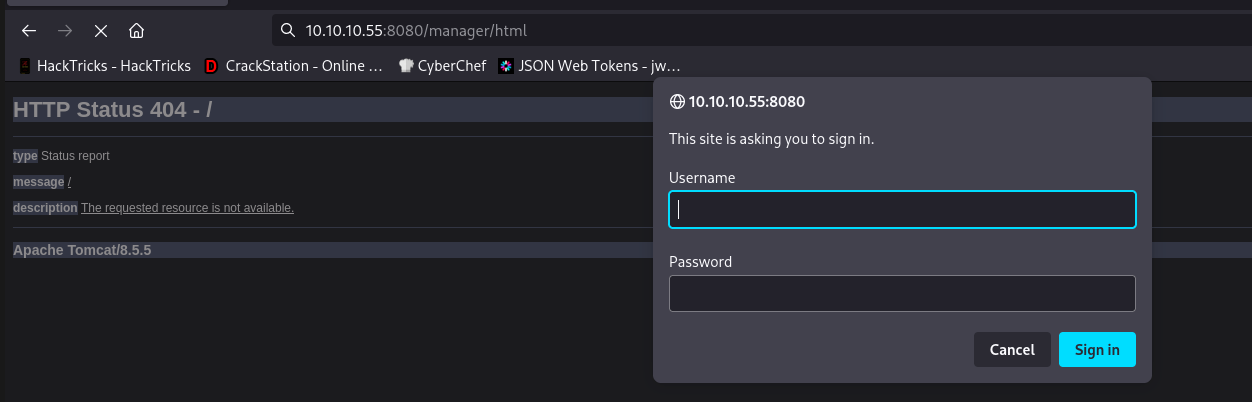 10.10.10.55:8080/manager/html
HackTricks - HackTricks CrackStation - Online ... CyberChef JSON Web Tokens - jw...
HTTP Status 404 - /
type Status report
message /
description The requested resource is not available.
Apache Tomcat/8.5.5
10.10.10.55:8080
This site is asking you to sign in.
Username
Password
Cancel Sign in